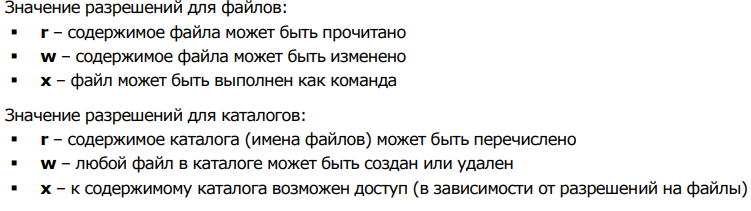 Значение разрешений для файлов:
▪ r – содержимое файла может быть прочитано
▪ w – содержимое файла может быть изменено
▪ x – файл может быть выполнен как команда
Значение разрешений для каталогов:
▪ r – содержимое каталога (имена файлов) может быть перечислено
▪ w – любой файл в каталоге может быть создан или удален
▪ x – к содержимому каталога возможен доступ (в зависимости от разрешений на файлы)